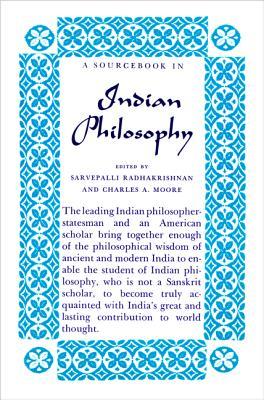 A SOURCEBOOK IN
Indian
Philosophy
EDITED BY
SARVEPALLI RADHAKRISHNAN
AND CHARLES A. MOORE
The leading Indian philosopher-
statesman and an American
scholar bring together enough
of the philosophical wisdom of
ancient and modern India to en-
able the student of Indian phi-
losophy, who is not a Sanskrit
scholar, to become truly ac-
quainted with India's great and
lasting contribution to world
thought.